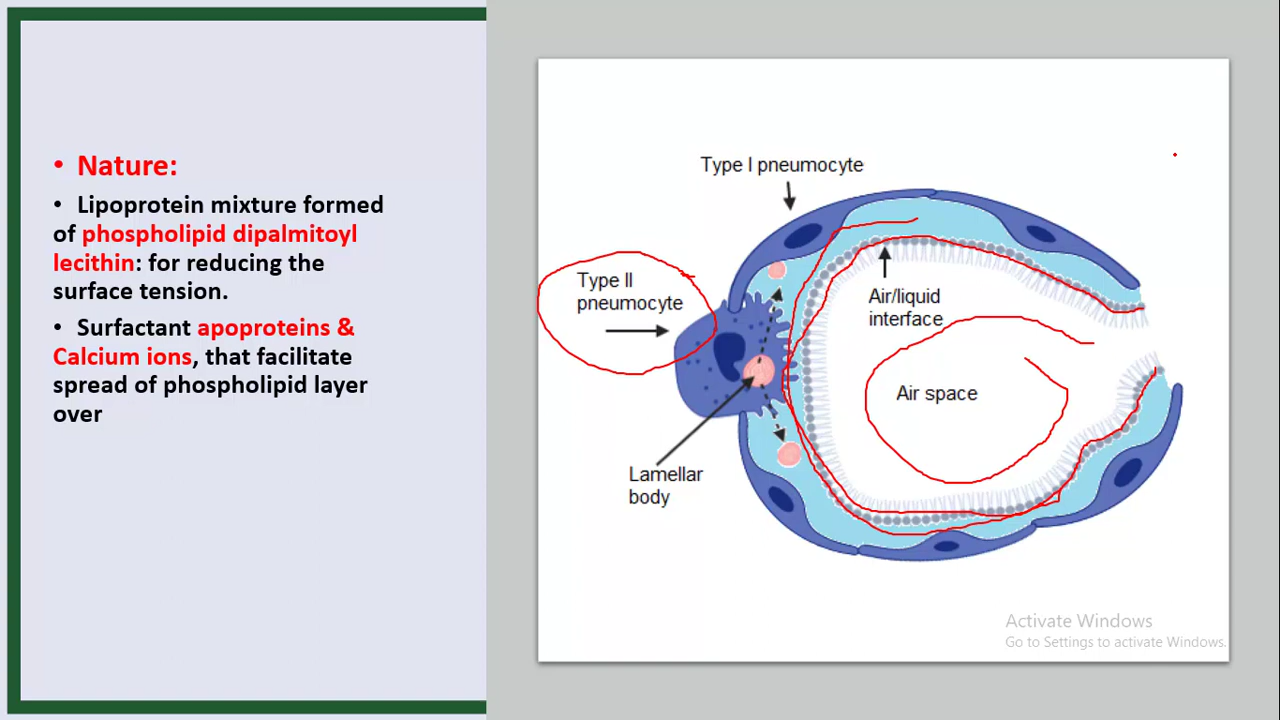 • Nature:
• Lipoprotein mixture formed
of phospholipid dipalmitoyl
lecithin: for reducing the
surface tension.
• Surfactant apoproteins &
Calcium ions, that facilitate
spread of phospholipid layer
over
Type I pneumocyte
Type II
pneumocyte
Air/liquid
interface
Air space
Lamellar
body
Activate Windows
Go to Settings to activate Windows.